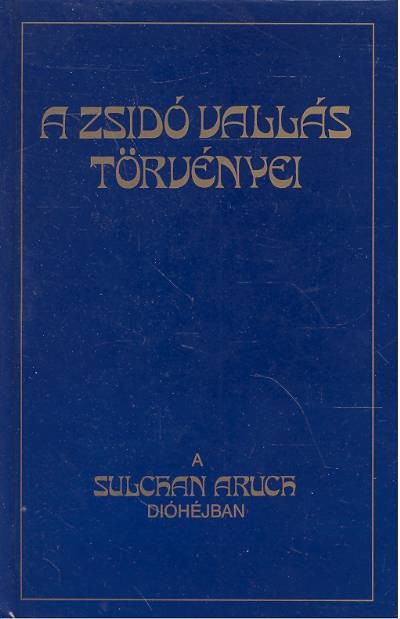 A ZSIDÓ VALLÁS
TÖRVÉNYEI
A
SULCHAN ARUCH
DIÓHÉJBAN